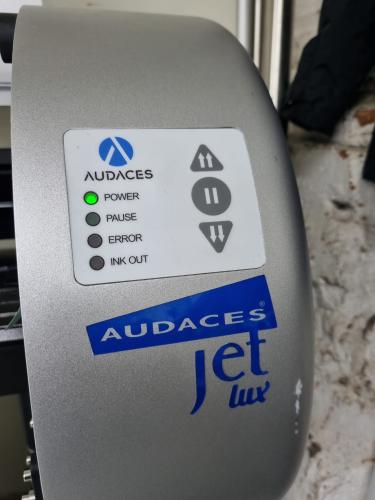 AUDACES
POWER
PAUSE
ERROR
INK OUT
AUDACES®
Jet
lux